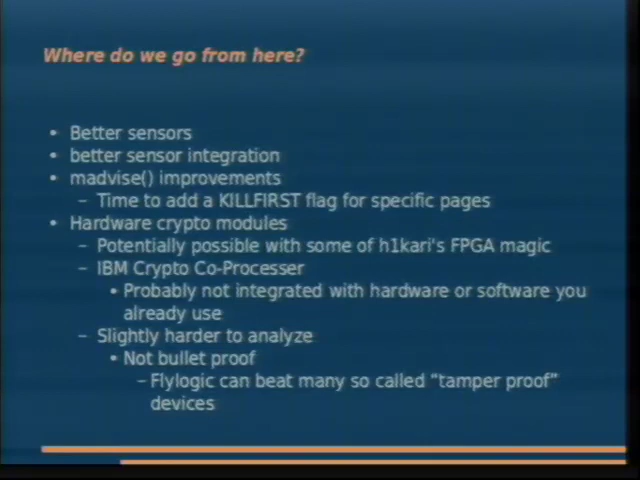 Where do we go from here?
• Better sensors
• better sensor integration
• madvise() improvements
– Time to add a KILLFIRST flag for specific pages
• Hardware crypto modules
– Potentially possible with some of h1kari's FPGA magic
– IBM Crypto Co-Processer
• Probably not integrated with hardware or software you
already use
– Slightly harder to analyze
• Not bullet proof
– Flylogic can beat many so called “tamper proof”
devices